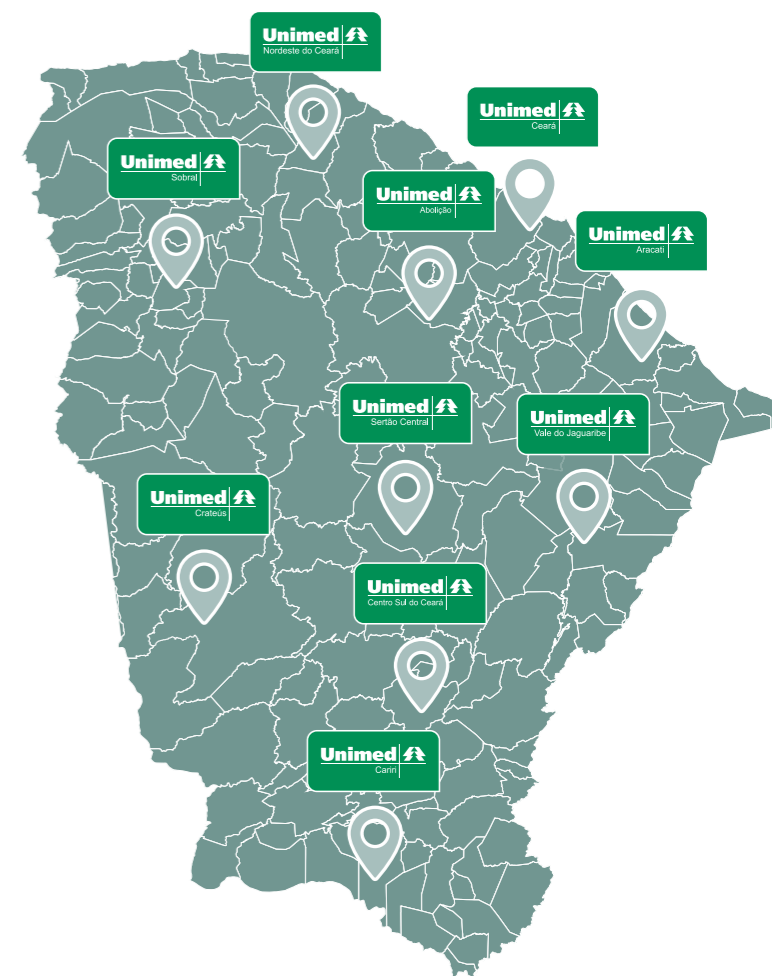 Unimed
Nordeste do Ceará
Unimed
Ceará
Unimed
Sobral
Unimed
Abolição
Unimed
Aracati
Unimed
Sertão Central
Unimed
Vale do Jaguaribe
Unimed
Crateús
Unimed
Centro Sul do Ceará
Unimed
Cariri